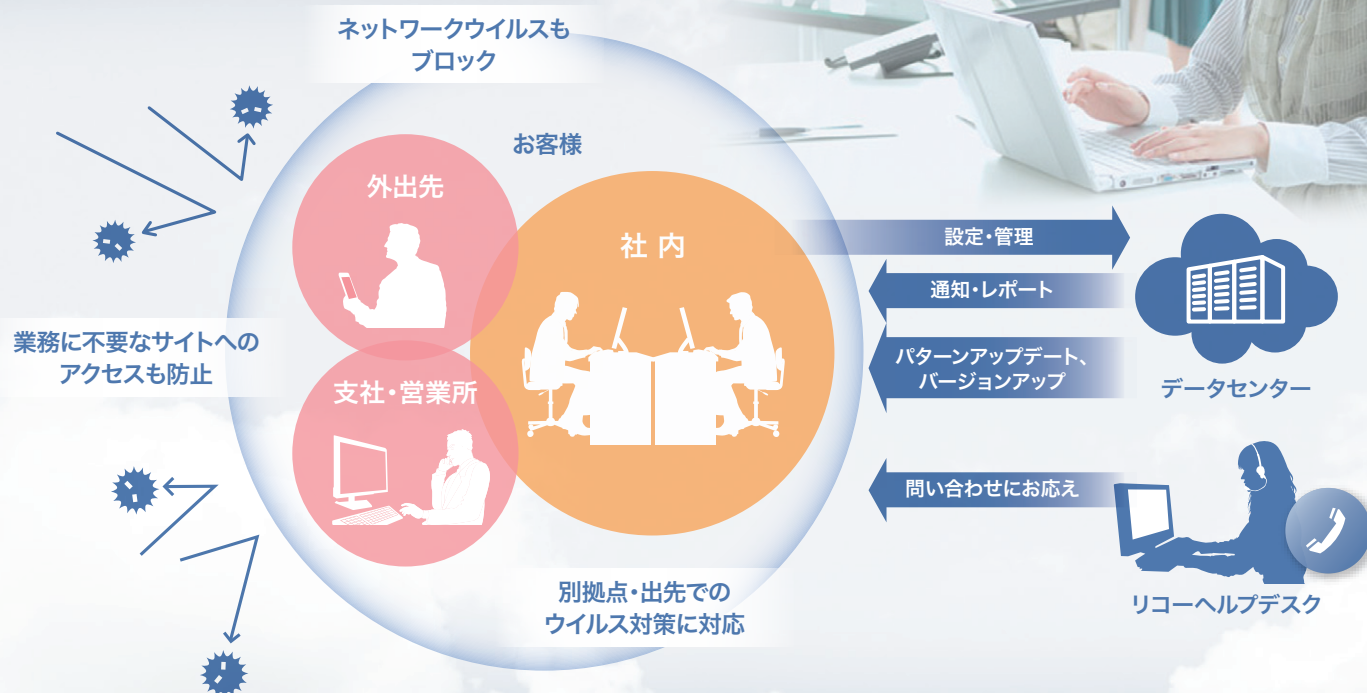 ネットワークウイルスも
ブロック
お客様
外出先
社内
支社・営業所
業務に不要なサイトへの
アクセスも防止
別拠点・出先での
ウイルス対策に対応
設定・管理
通知・レポート
パターンアップデート、
バージョンアップ
データセンター
問い合わせにお応え
リコーヘルプデスク